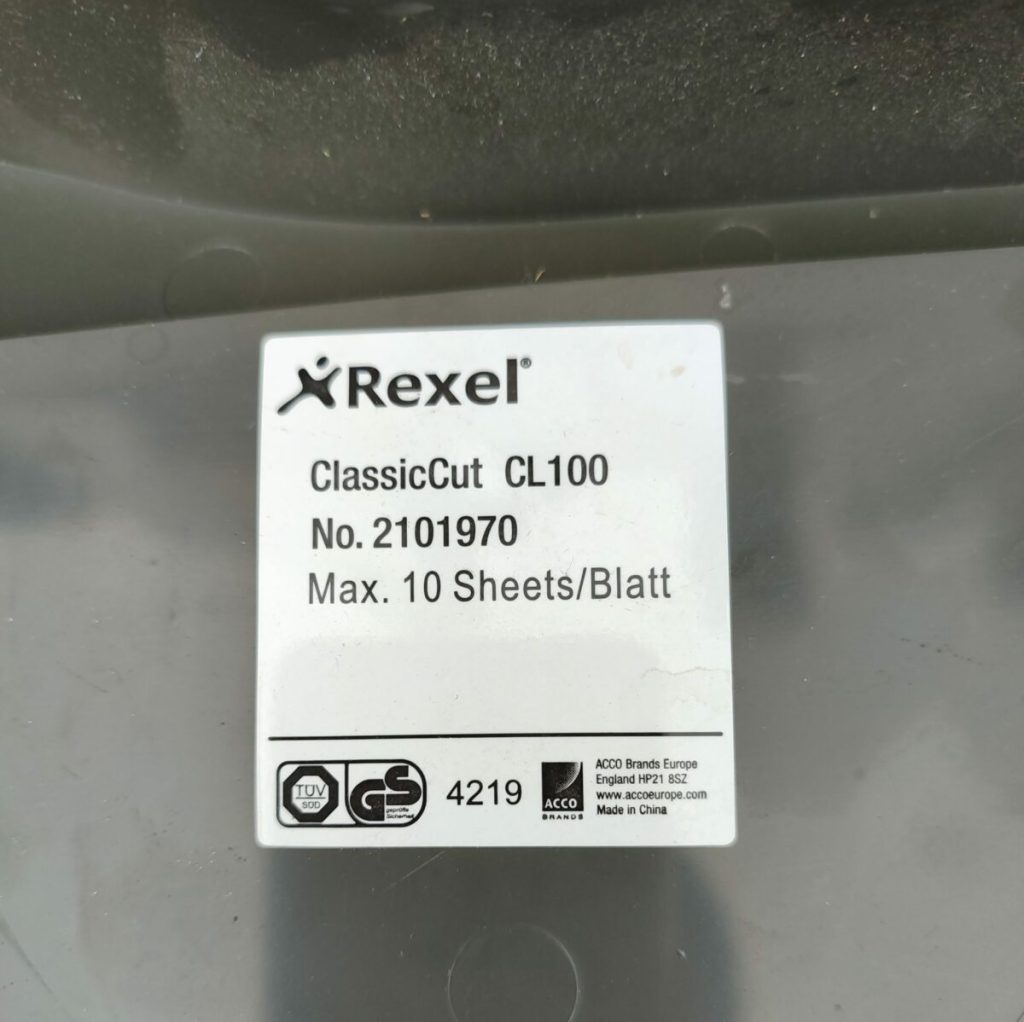 Rexel®
ClassicCut CL100
No. 2101970
Max. 10 Sheets/Blatt
TÜV
SÜD
GS
geprüfte
Sicherheit
4219
ACCO
BRANDS
ACCO Brands Europe
England HP21 8SZ
www.accoeurope.com
Made in China